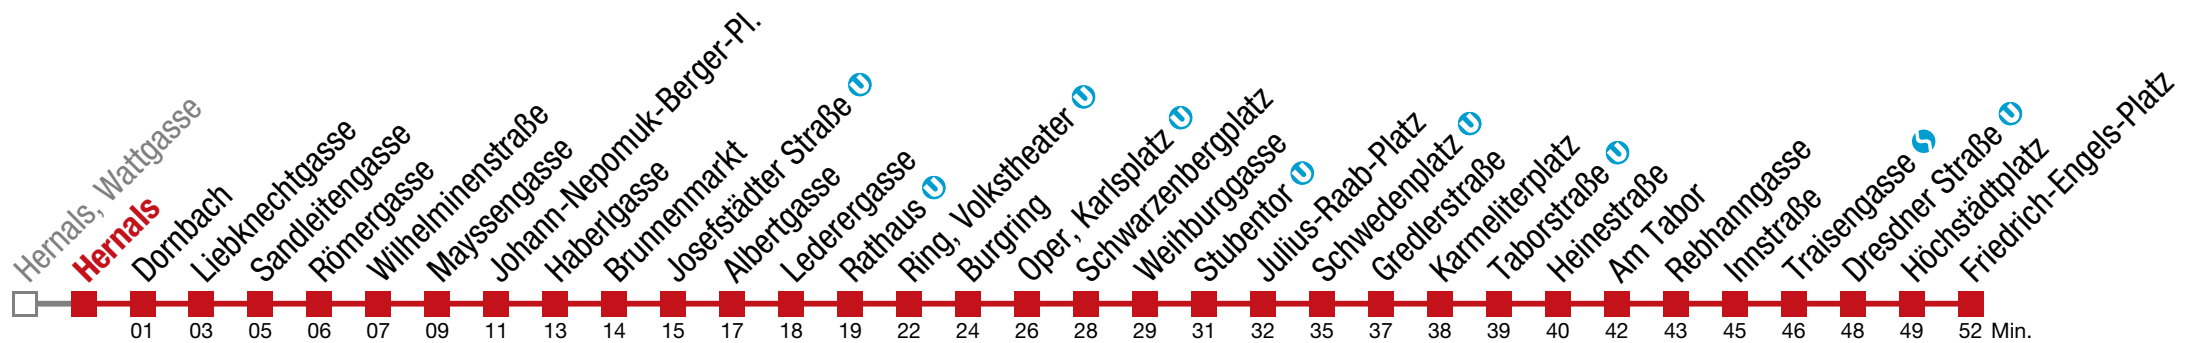 Hernals, Wattgasse
Hernals
Dornbach
Liebknechtgasse
Sandleitengasse
Römergasse
Wilhelminenstraße
Mayssengasse
Johann-Nepomuk-Berger-Pl.
Haberlgasse
Brunnenmarkt
Josefstädter Straße U
Albertgasse
Lederergasse
Rathaus U
Ring, Volkstheater U
Burgring
Oper, Karlsplatz U
Schwarzenbergplatz
Weihburggasse
Stubentor U
Julius-Raab-Platz
Schwedenplatz U
Gredlerstraße
Karmeliterplatz
Taborstraße U
Heinestraße
Am Tabor
Rebhanngasse
Innstraße
Traisengasse S
Dresdner Straße U
Höchstädtplatz
Friedrich-Engels-Platz
01 03 05 06 07 09 11 13 14 15 17 18 19 22 24 26 28 29 31 32 35 37 38 39 40 42 43 45 46 48 49 52 Min.